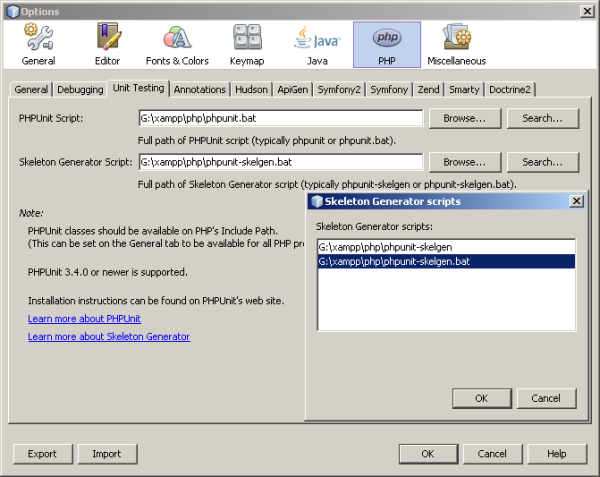 Options
General Editor Fonts & Colors Keymap Java Java php PHP Miscellaneous
General Debugging Unit Testing Annotations Hudson ApiGen Symfony2 Symfony Zend Smarty Doctrine2
PHPUnit Script: G:\xampp\php\phpunit.bat Browse... Search...
Full path of PHPUnit script (typically phpunit or phpunit.bat).
Skeleton Generator Script: G:\xampp\php\phpunit-skelgen.bat Browse... Search...
Full path of Skeleton Generator script (typically phpunit-skelgen or phpunit-skelgen.bat).
Note:
PHPUnit classes should be available on PHP's Include Path.
(This can be set on the General tab to be available for all PHP pr
PHPUnit 3.4.0 or newer is supported.
Installation instructions can be found on PHPUnit's web site.
Learn more about PHPUnit
Learn more about Skeleton Generator
Skeleton Generator scripts
Skeleton Generator scripts:
G:\xampp\php\phpunit-skelgen
G:\xampp\php\phpunit-skelgen.bat
OK Cancel
Export Import OK Cancel Help